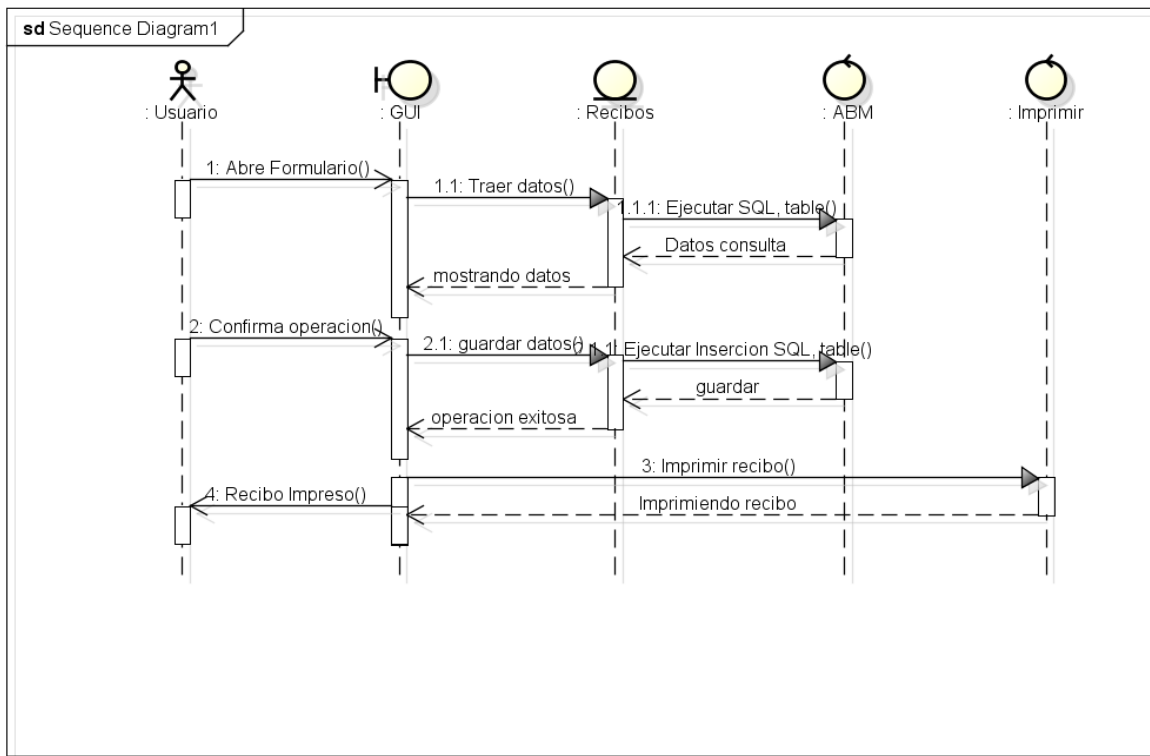 sd Sequence Diagram1
: Usuario
: GUI
: Recibos
: ABM
: Imprimir
1: Abre Formulario()
1.1: Traer datos()
1.1.1: Ejecutar SQL, table()
Datos consulta
mostrando datos
2: Confirma operacion()
2.1: guardar datos()
1.1: Ejecutar Insercion SQL, table()
guardar
operacion exitosa
3: Imprimir recibo()
4: Recibo Impreso()
Imprimiendo recibo